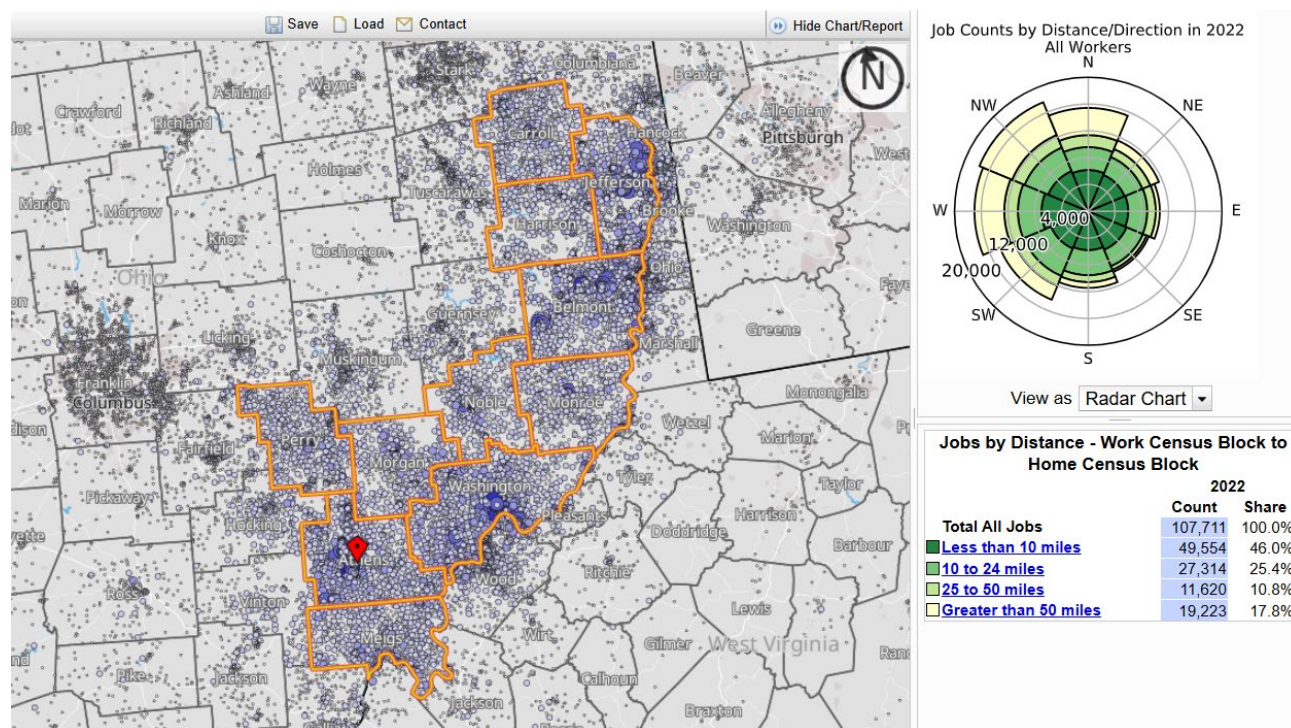 Save Load Contact
Hide Chart/Report
Columbiana
Stark
Beaver
Wayne
Ashland
Crawford
Richland
Allegheny
Pittsburgh
Carroll
Hancock
Holmes
Tuscarawas
Jefferson
Marion
Morrow
Harrison
Brooke
Washington
Knox
Coshocton
Ohio
Ohio
Belmont
Guernsey
Licking
Marshall
Greene
Muskingum
Franklin
Columbus
Noble
Monroe
Monongalia
Perry
Wetzel
Marion
Fairfield
Morgan
Washington
Tyler
Taylor
Pickaway
Pleasants
Harrison
Hocking
Doddridge
Barbour
Wood
Ritchie
Ross
Vinton
Lewis
Wirt
Meigs
Gilmer
West Virginia
Pike
Jackson
Calhoun
Jackson
Braxton
N
Job Counts by Distance/Direction in 2022
All Workers
N
NW NE
W E
4,000
12,000
20,000
SW SE
S
View as Radar Chart
Jobs by Distance - Work Census Block to
Home Census Block
2022
Count Share
Total All Jobs 107,711 100.0%
Less than 10 miles 49,554 46.0%
10 to 24 miles 27,314 25.4%
25 to 50 miles 11,620 10.8%
Greater than 50 miles 19,223 17.8%